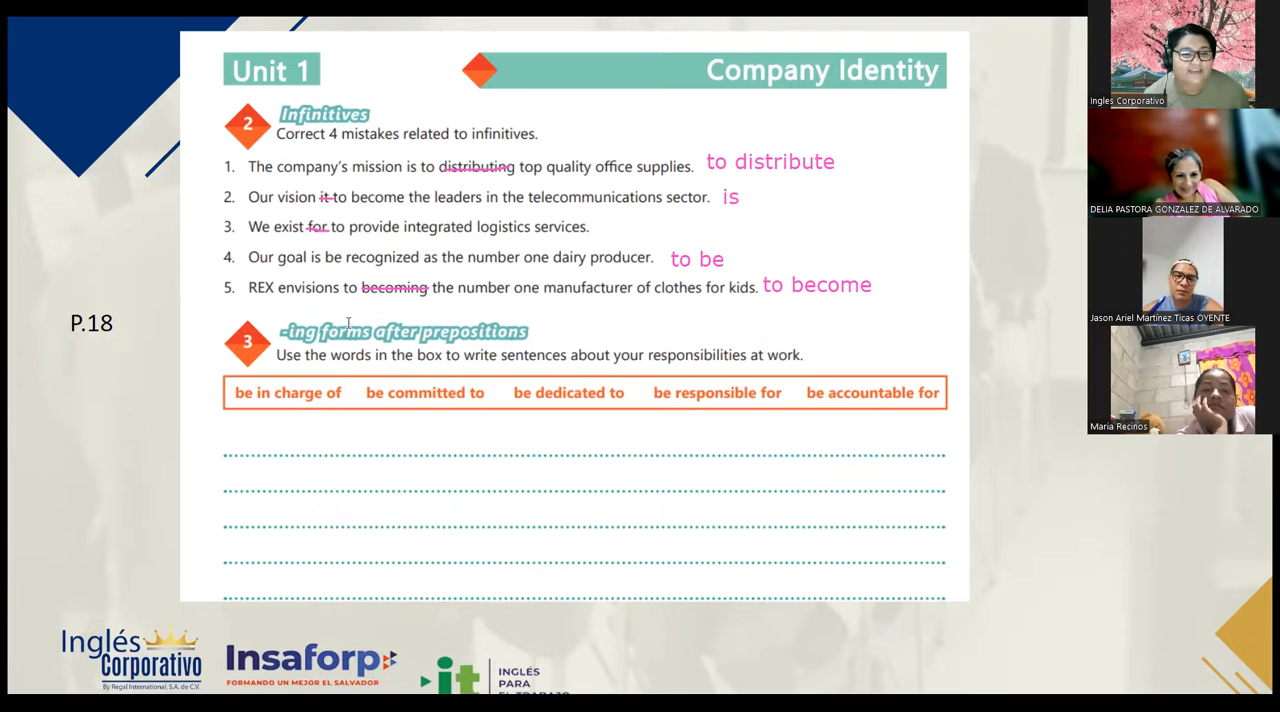 Unit 1
Company Identity
2
Infinitives
Correct 4 mistakes related to infinitives.
1. The company's mission is to distributing top quality office supplies. to distribute
2. Our vision it to become the leaders in the telecommunications sector. is
3. We exist for to provide integrated logistics services.
4. Our goal is be recognized as the number one dairy producer. to be
5. REX envisions to becoming the number one manufacturer of clothes for kids. to become
P.18
3
-ing forms after prepositions
Use the words in the box to write sentences about your responsibilities at work.
be in charge of be committed to be dedicated to be responsible for be accountable for
Inglés
Corporativo
By Regal International, S.A. de C.V.
Insaforp
FORMANDO UN MEJOR EL SALVADOR
it
INGLÉS
PARA
EL TRABAJO
Ingles Corporativo
DELIA PASTORA GONZALEZ DE ALVARADO
Jason Ariel Martínez Ticas OYENTE
Maria Recinos